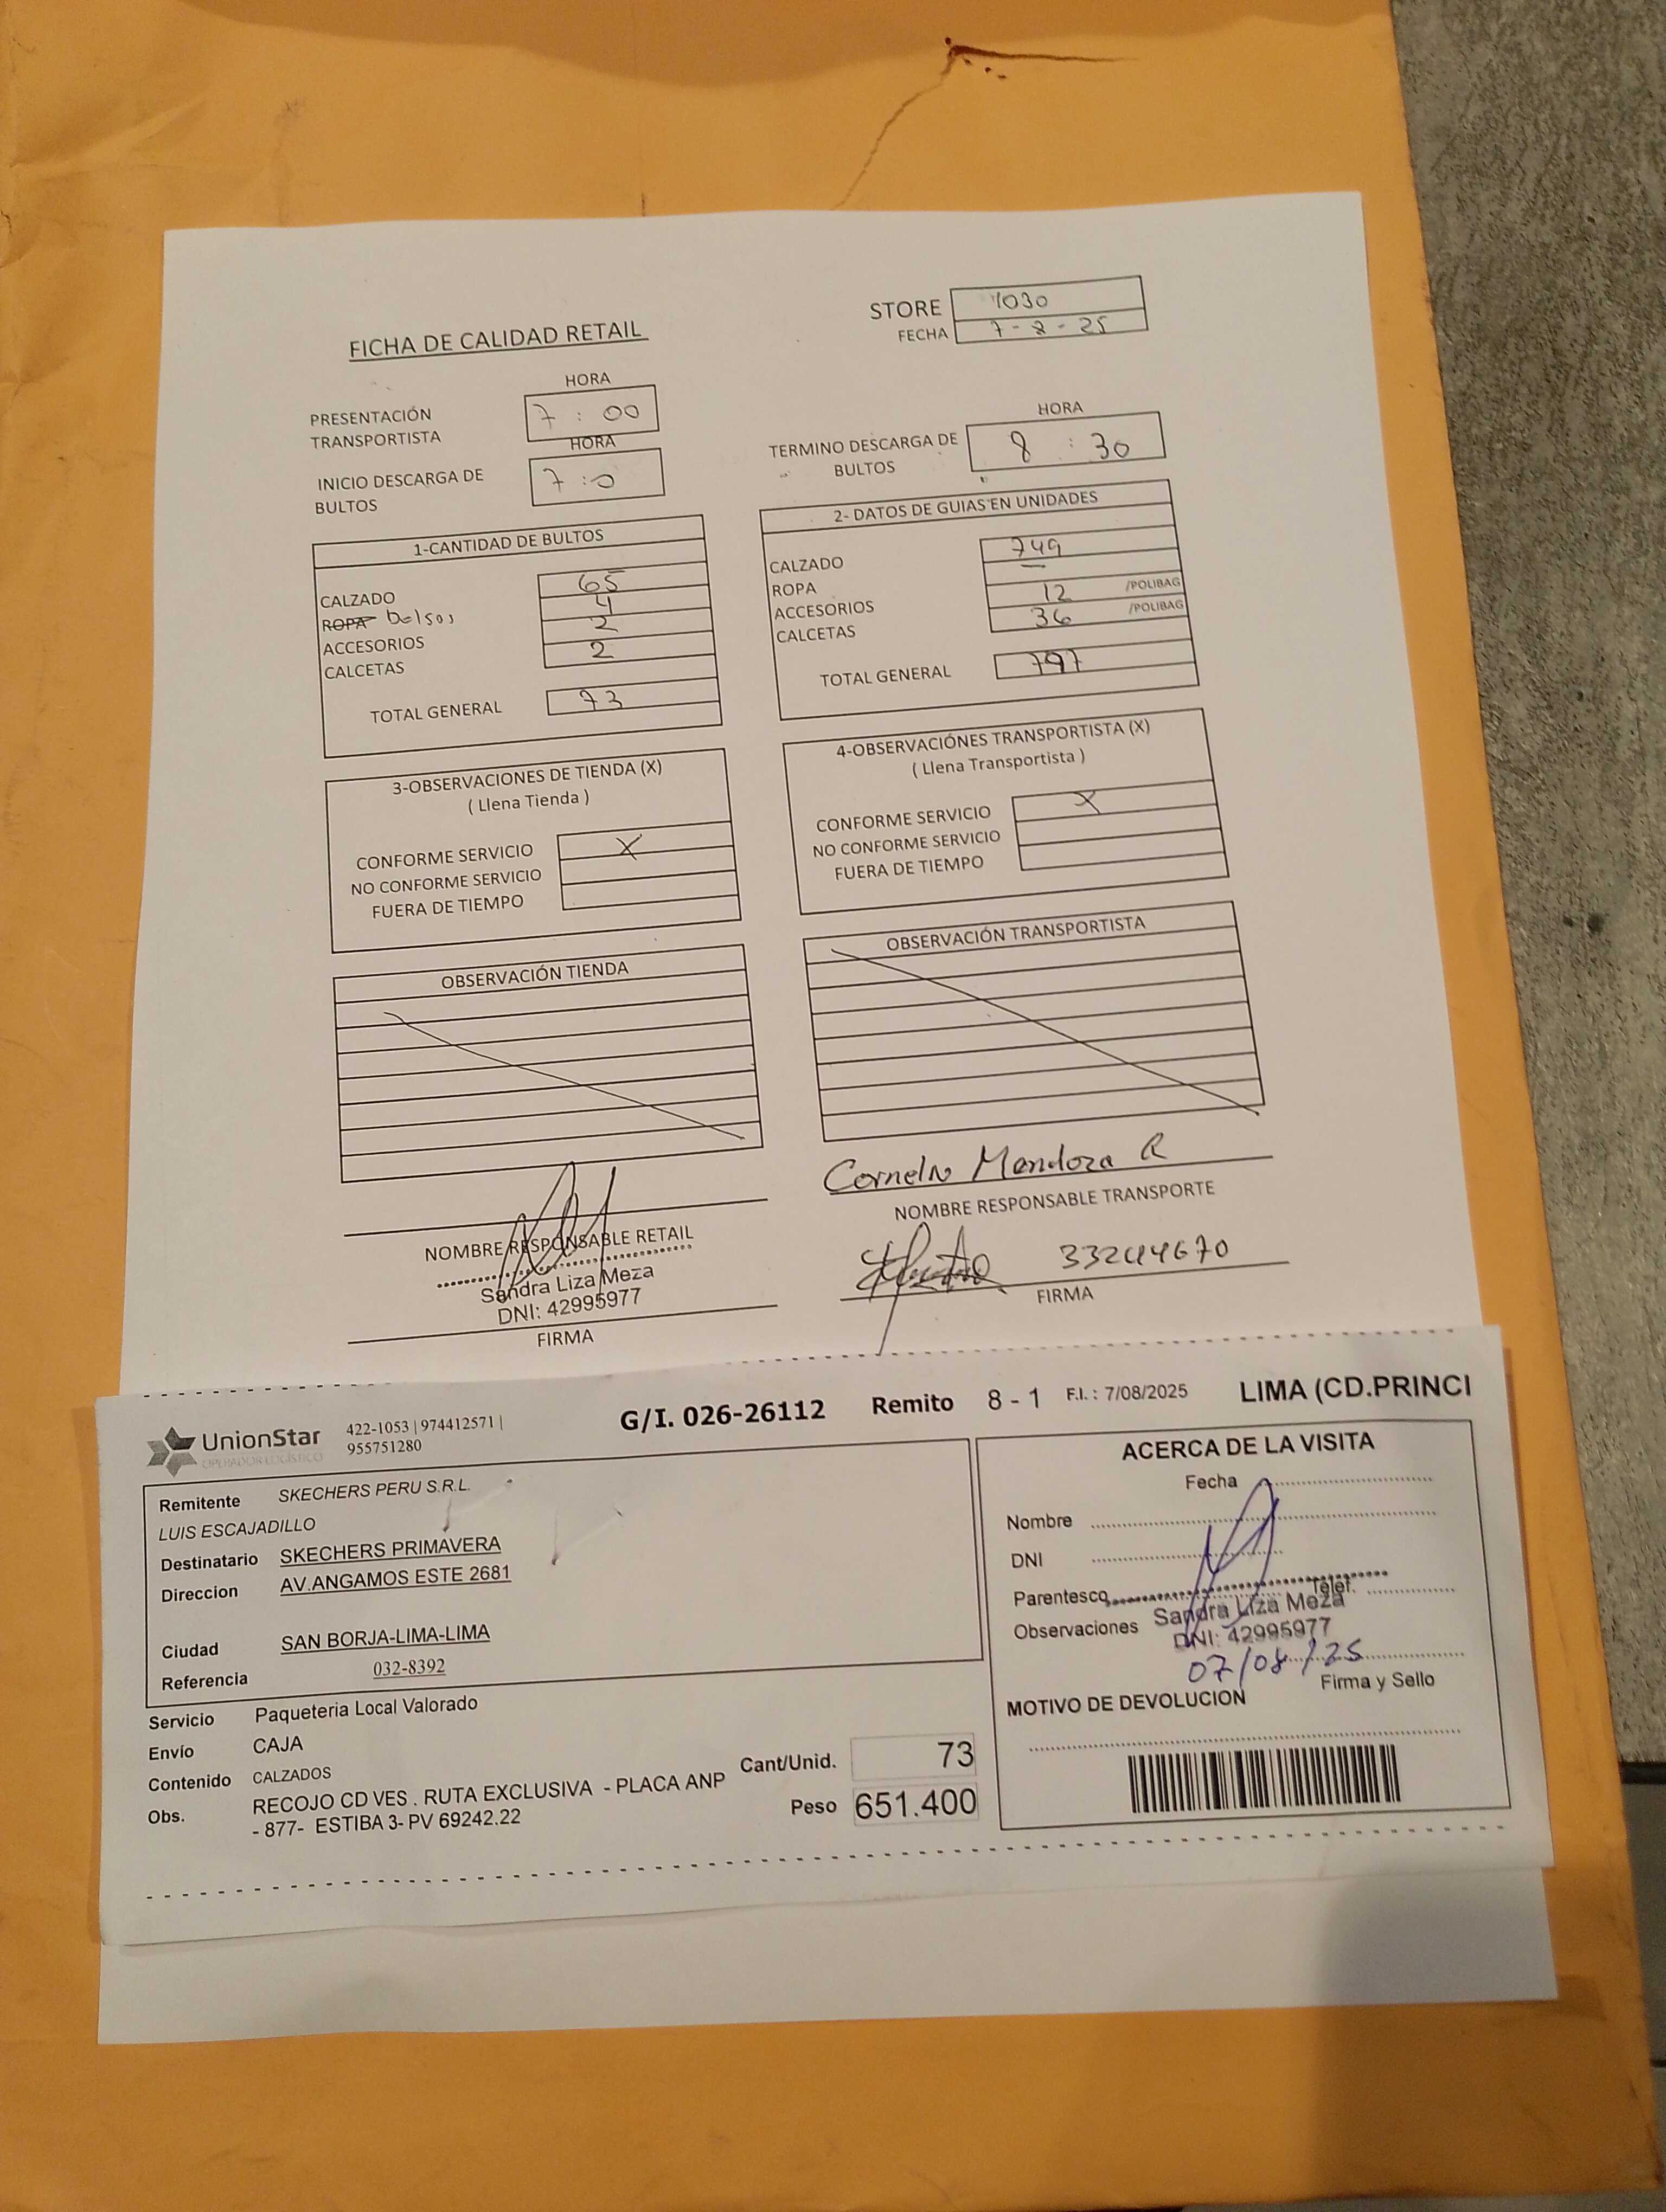 STORE 1030
FECHA 7-8-25
FICHA DE CALIDAD RETAIL
HORA
PRESENTACIÓN TRANSPORTISTA 7:00
HORA
INICIO DESCARGA DE BULTOS 7:0
HORA
TERMINO DESCARGA DE BULTOS 8:30
1-CANTIDAD DE BULTOS
CALZADO 65
ROPA bolsos 4
ACCESORIOS 2
CALCETAS 2
TOTAL GENERAL 73
2- DATOS DE GUIAS EN UNIDADES
CALZADO 749
ROPA —
ACCESORIOS 12 /POLIBAG
CALCETAS 36 /POLIBAG
TOTAL GENERAL 797
3-OBSERVACIONES DE TIENDA (X)
( Llena Tienda )
CONFORME SERVICIO X
NO CONFORME SERVICIO
FUERA DE TIEMPO
4-OBSERVACIÓNES TRANSPORTISTA (X)
( Llena Transportista )
CONFORME SERVICIO X
NO CONFORME SERVICIO
FUERA DE TIEMPO
OBSERVACIÓN TIENDA
OBSERVACIÓN TRANSPORTISTA
NOMBRE RESPONSABLE RETAIL
Sandra Liza Meza
DNI: 42995977
FIRMA
Cornelio Mendoza R
NOMBRE RESPONSABLE TRANSPORTE
33244670
FIRMA
UnionStar
OPERADOR LOGÍSTICO
422-1053 | 974412571 |
955751280
G/I. 026-26112 Remito 8 - 1 F.I. : 7/08/2025 LIMA (CD.PRINCI
Remitente SKECHERS PERU S.R.L.
LUIS ESCAJADILLO
Destinatario SKECHERS PRIMAVERA
Direccion AV.ANGAMOS ESTE 2681
Ciudad SAN BORJA-LIMA-LIMA
Referencia 032-8392
Servicio Paqueteria Local Valorado
Envío CAJA
Contenido CALZADOS
Obs. RECOJO CD VES . RUTA EXCLUSIVA - PLACA ANP
- 877- ESTIBA 3- PV 69242.22
Cant/Unid. 73
Peso 651.400
ACERCA DE LA VISITA
Fecha
Nombre
DNI
Parentesco Telef.
Observaciones Sandra Liza Meza
DNI: 42995977
07/08/25
Firma y Sello
MOTIVO DE DEVOLUCION